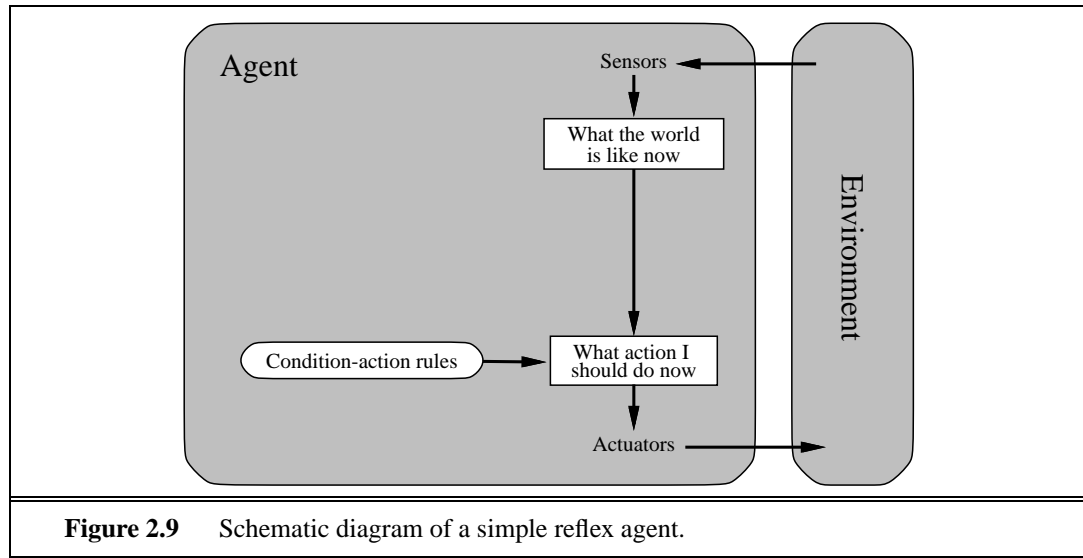 Agent
Sensors
What the world
is like now
Environment
Condition-action rules
What action I
should do now
Actuators
Figure 2.9 Schematic diagram of a simple reflex agent.